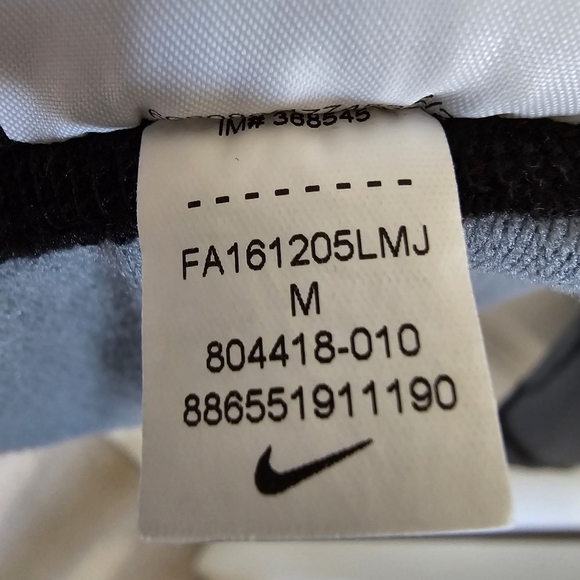 IM# 368545
--------
FA161205LMJ
M
804418-010
886551911190